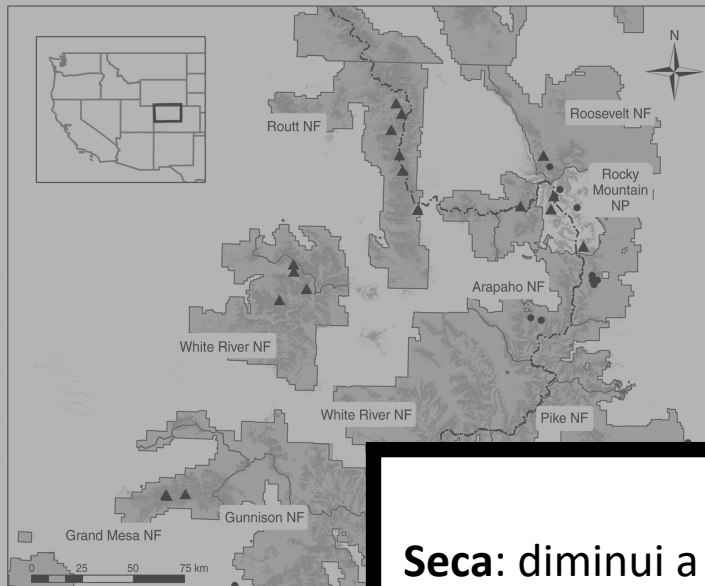 N
Routt NF
Roosevelt NF
Rocky
Mountain
NP
Arapaho NF
White River NF
White River NF
Pike NF
Gunnison NF
Grand Mesa NF
0 25 50 75 km
Seca: diminui a